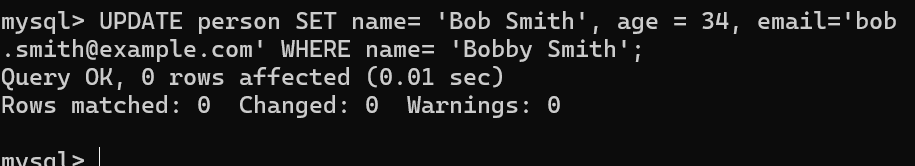 mysql> UPDATE person SET name= 'Bob Smith', age = 34, email='bob
.smith@example.com' WHERE name= 'Bobby Smith';
Query OK, 0 rows affected (0.01 sec)
Rows matched: 0  Changed: 0  Warnings: 0
mysql>